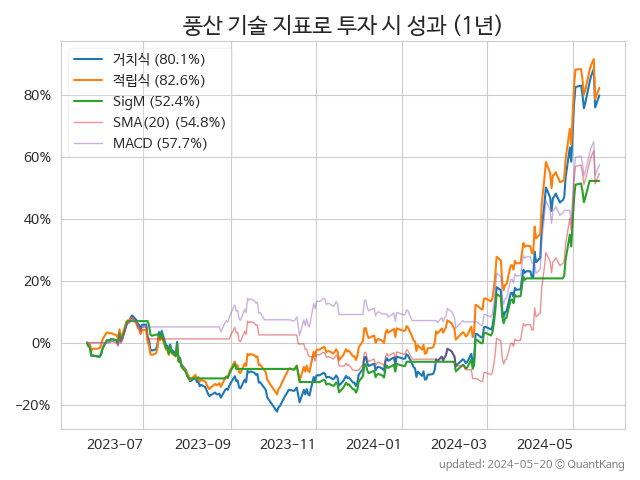 풍산 기술 지표로 투자 시 성과 (1년)
거치식 (80.1%)
적립식 (82.6%)
SigM (52.4%)
SMA(20) (54.8%)
MACD (57.7%)
80%
60%
40%
20%
0%
−20%
2023−07
2023−09
2023−11
2024−01
2024−03
2024−05
updated: 2024−05−20 © QuantKang